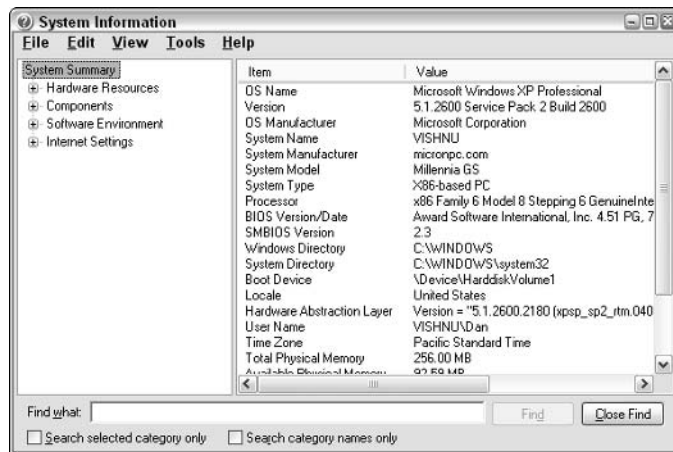 System Information
File Edit View Tools Help
System Summary
Hardware Resources
Components
Software Environment
Internet Settings
Item Value
OS Name Microsoft Windows XP Professional
Version 5.1.2600 Service Pack 2 Build 2600
OS Manufacturer Microsoft Corporation
System Name VISHNU
System Manufacturer micronpc.com
System Model Millennia GS
System Type X86-based PC
Processor x86 Family 6 Model 8 Stepping 6 GenuineInte
BIOS Version/Date Award Software International, Inc. 4.51 PG, 7
SMBIOS Version 2.3
Windows Directory C:\WINDOWS
System Directory C:\WINDOWS\system32
Boot Device \Device\HarddiskVolume1
Locale United States
Hardware Abstraction Layer Version = "5.1.2600.2180 (xpsp_sp2_rtm.040
User Name VISHNU\Dan
Time Zone Pacific Standard Time
Total Physical Memory 256.00 MB
Available Physical Memory 92.59 MB
Find what:
Find
Close Find
Search selected category only
Search category names only